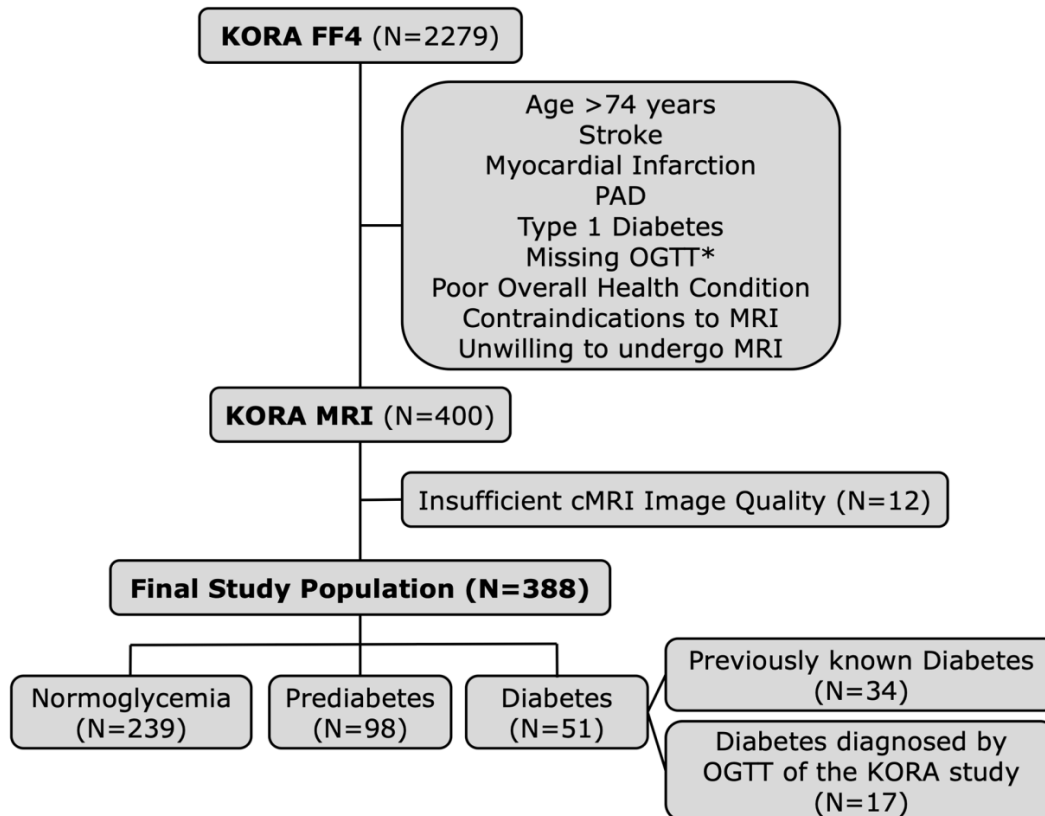 KORA FF4 (N=2279)
Age >74 years
Stroke
Myocardial Infarction
PAD
Type 1 Diabetes
Missing OGTT*
Poor Overall Health Condition
Contraindications to MRI
Unwilling to undergo MRI
KORA MRI (N=400)
Insufficient cMRI Image Quality (N=12)
Final Study Population (N=388)
Normoglycemia
(N=239)
Prediabetes
(N=98)
Diabetes
(N=51)
Previously known Diabetes
(N=34)
Diabetes diagnosed by
OGTT of the KORA study
(N=17)